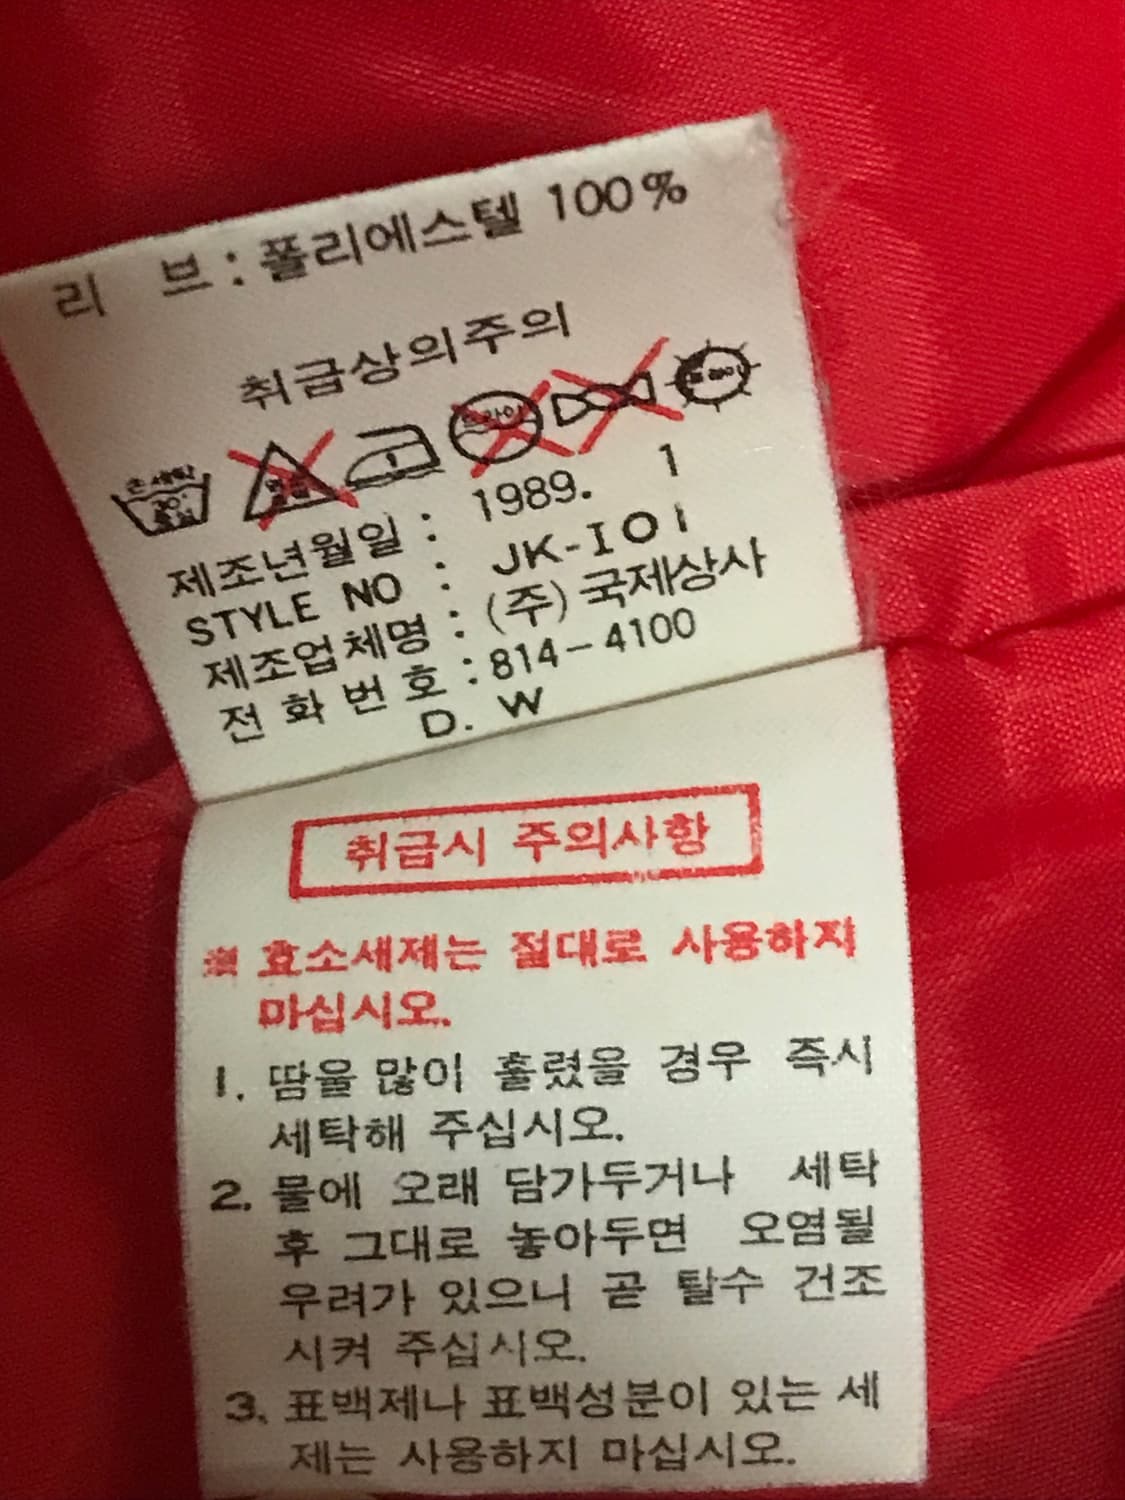 리 브 : 폴리에스텔 100%
취급상의주의
손세탁
제조년월일 : 1989. 1
STYLE NO : JK-I01
제조업체명 : (주) 국제상사
전화번호 : 814-4100
D. W
취급시 주의사항
※ 효소세제는 절대로 사용하지
마십시오.
1. 땀을 많이 흘렸을 경우 즉시
세탁해 주십시오.
2. 물에 오래 담가두거나 세탁
후 그대로 놓아두면 오염될
우려가 있으니 곧 탈수 건조
시켜 주십시오.
3. 표백제나 표백성분이 있는 세
제는 사용하지 마십시오.